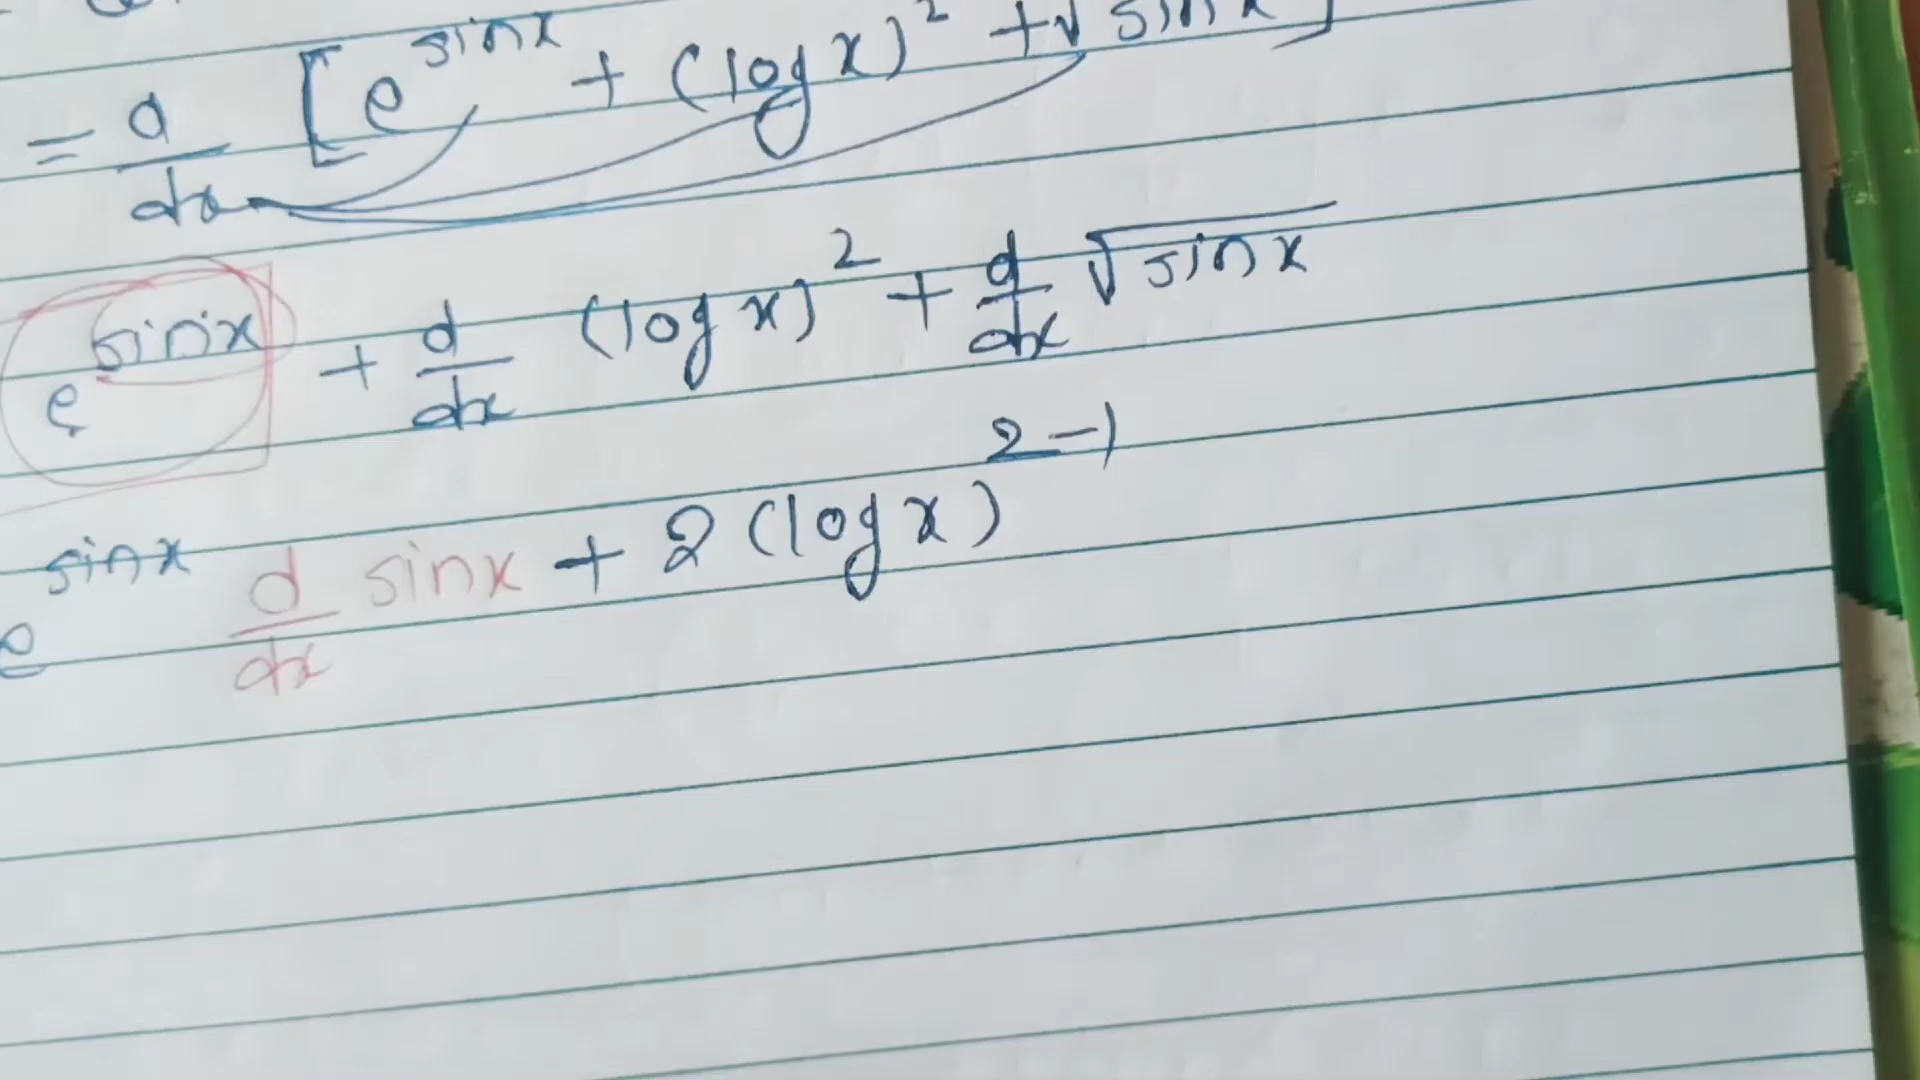 = d/dx [e^sinx + (log x)^2 + √sinx]
e^sinx + d/dx (log x)^2 + d/dx √sinx
e^sinx d/dx sinx + 2 (log x)^2-1